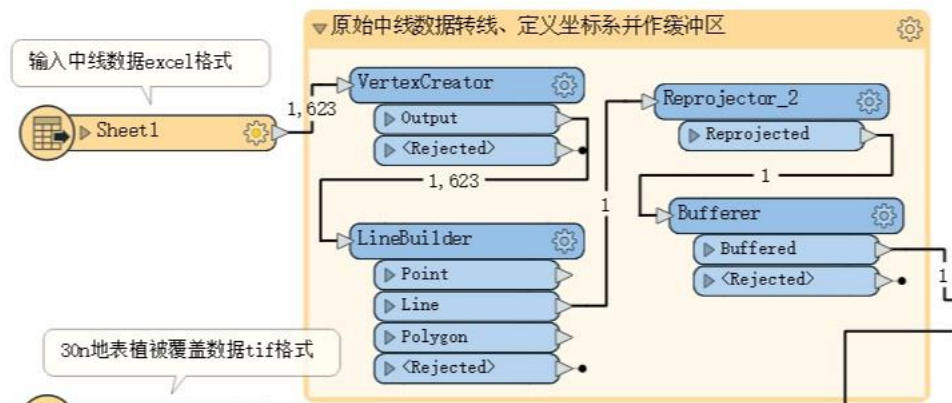 原始中线数据转线、定义坐标系并作缓冲区
输入中线数据excel格式
Sheet1
1,623
VertexCreator
Output
<Rejected>
1,623
LineBuilder
Point
Line
Polygon
<Rejected>
1
Reprojector_2
Reprojected
1
Bufferer
Buffered
<Rejected>
1
30m地表植被覆盖数据tif格式